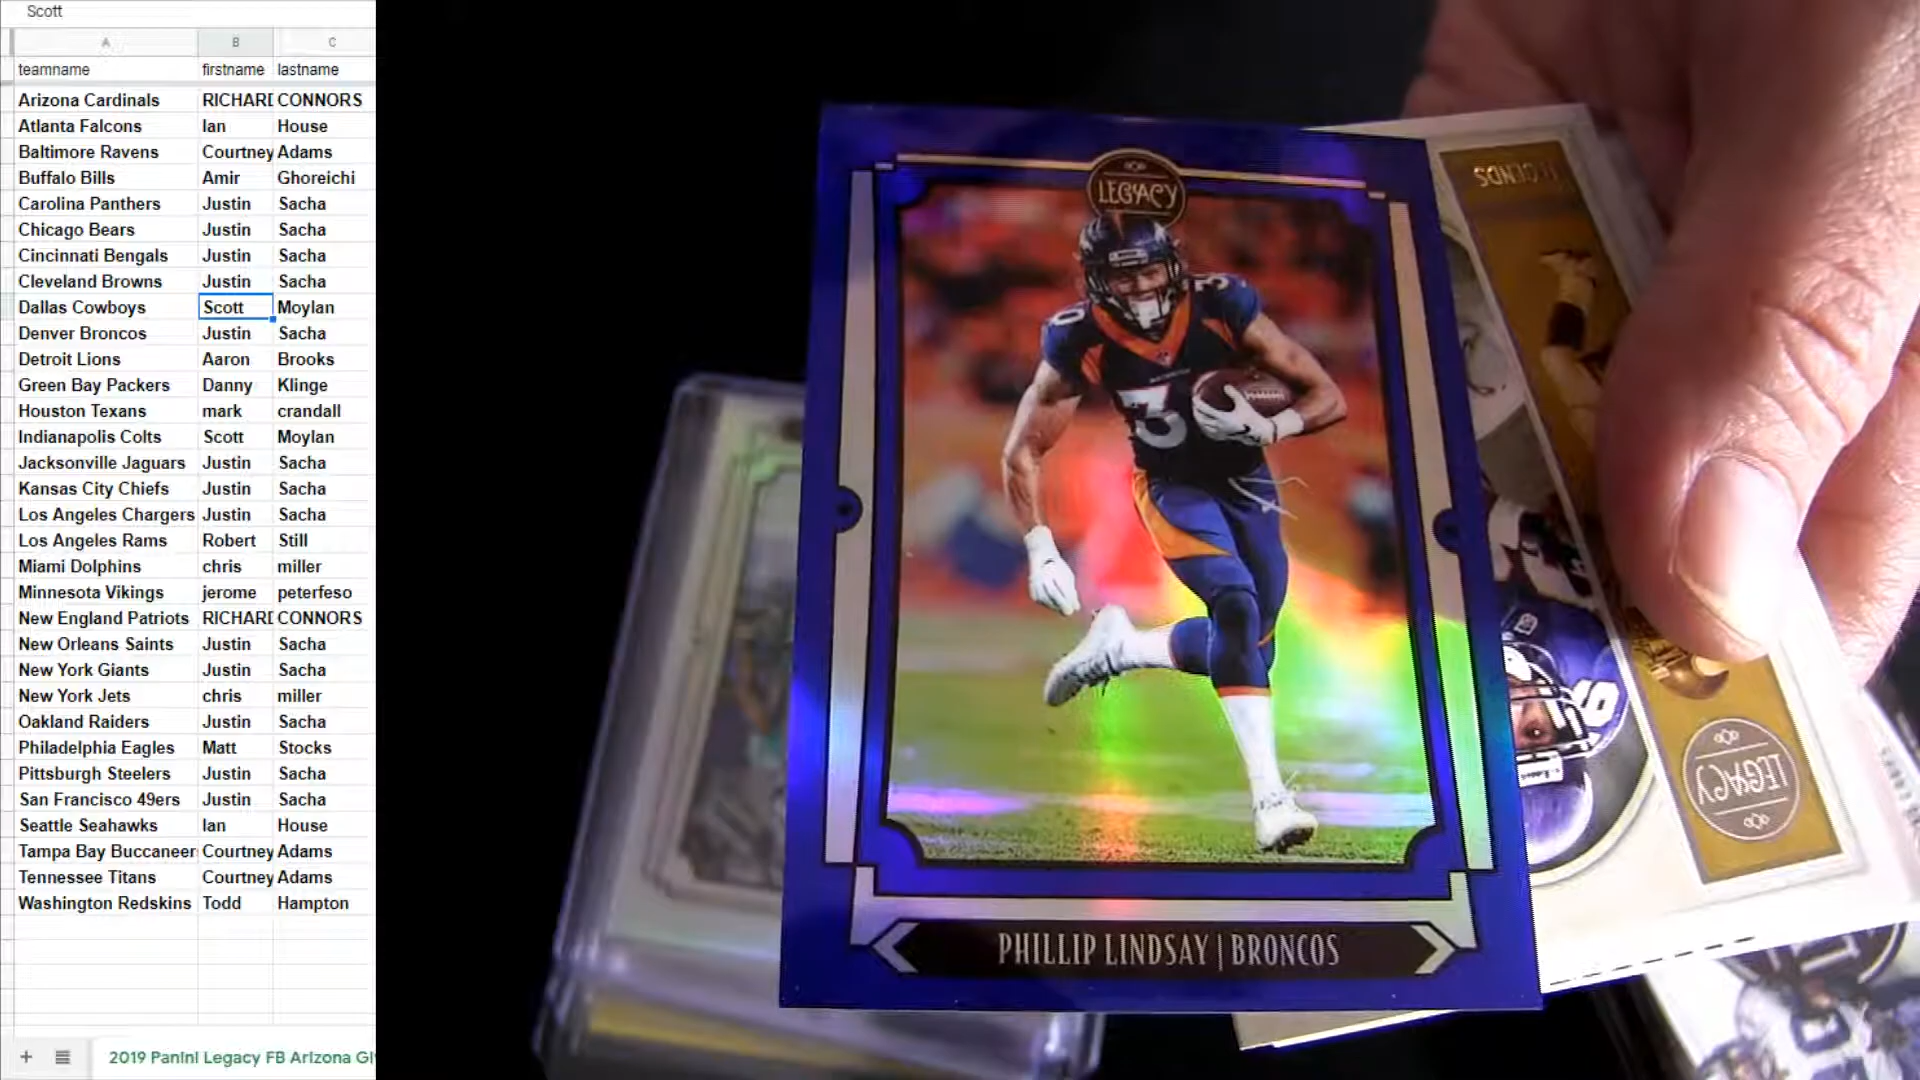 Scott
A B C
teamname firstname lastname
Arizona Cardinals RICHARD CONNORS
Atlanta Falcons Ian House
Baltimore Ravens Courtney Adams
Buffalo Bills Amir Ghoreichi
Carolina Panthers Justin Sacha
Chicago Bears Justin Sacha
Cincinnati Bengals Justin Sacha
Cleveland Browns Justin Sacha
Dallas Cowboys Scott Moylan
Denver Broncos Justin Sacha
Detroit Lions Aaron Brooks
Green Bay Packers Danny Klinge
Houston Texans mark crandall
Indianapolis Colts Scott Moylan
Jacksonville Jaguars Justin Sacha
Kansas City Chiefs Justin Sacha
Los Angeles Chargers Justin Sacha
Los Angeles Rams Robert Still
Miami Dolphins chris miller
Minnesota Vikings jerome peterfeso
New England Patriots RICHARD CONNORS
New Orleans Saints Justin Sacha
New York Giants Justin Sacha
New York Jets chris miller
Oakland Raiders Justin Sacha
Philadelphia Eagles Matt Stocks
Pittsburgh Steelers Justin Sacha
San Francisco 49ers Justin Sacha
Seattle Seahawks Ian House
Tampa Bay Buccaneer Courtney Adams
Tennessee Titans Courtney Adams
Washington Redskins Todd Hampton
2019 Panini Legacy FB Arizona Gi
LEGACY
30
30
PHILLIP LINDSAY | BRONCOS
LEGENDS
LEGACY